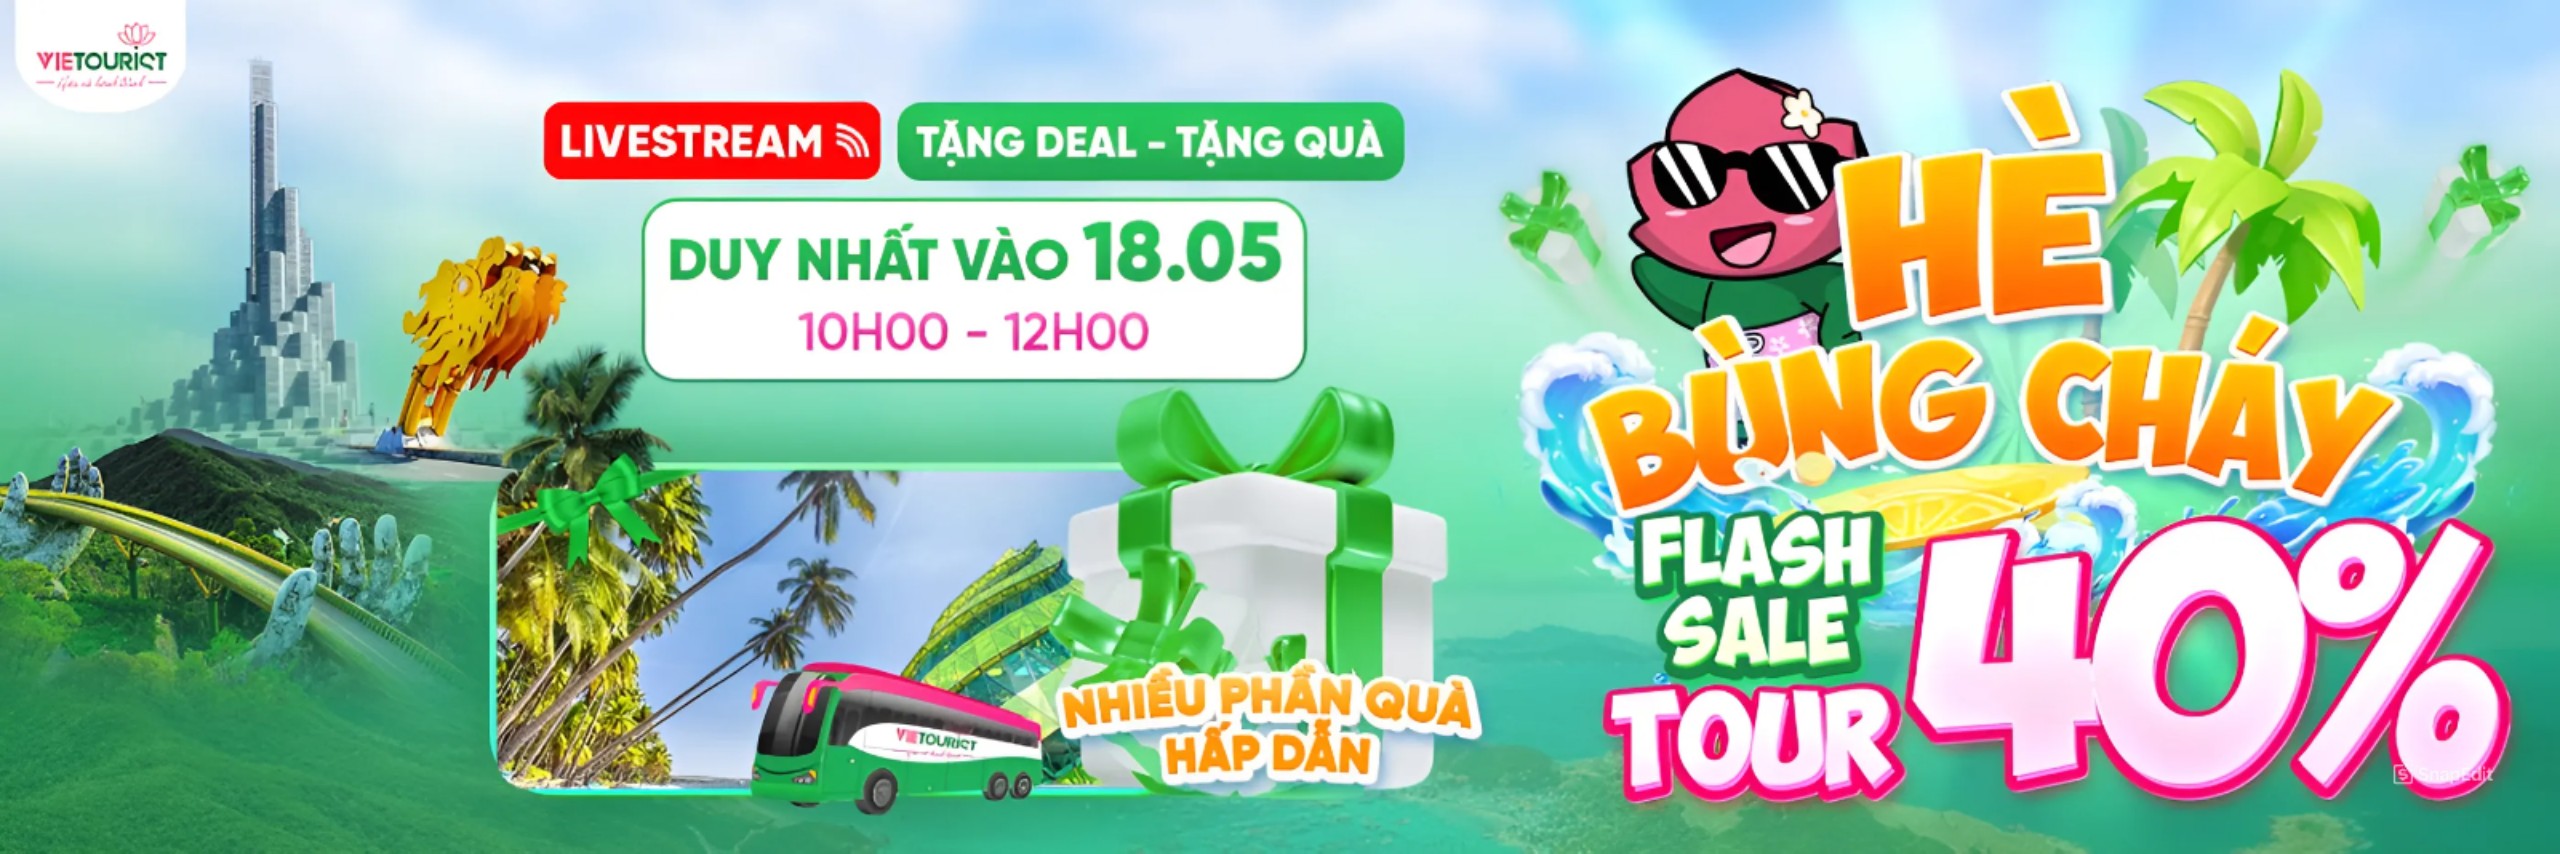 VIETOURIST
LIVESTREAM
TẶNG DEAL - TẶNG QUÀ
DUY NHẤT VÀO 18.05
10H00 - 12H00
HÈ
BÙNG CHÁY
FLASH
SALE
TOUR 40%
VIETOURIST
NHIỀU PHẦN QUÀ
HẤP DẪN
SnapEdit